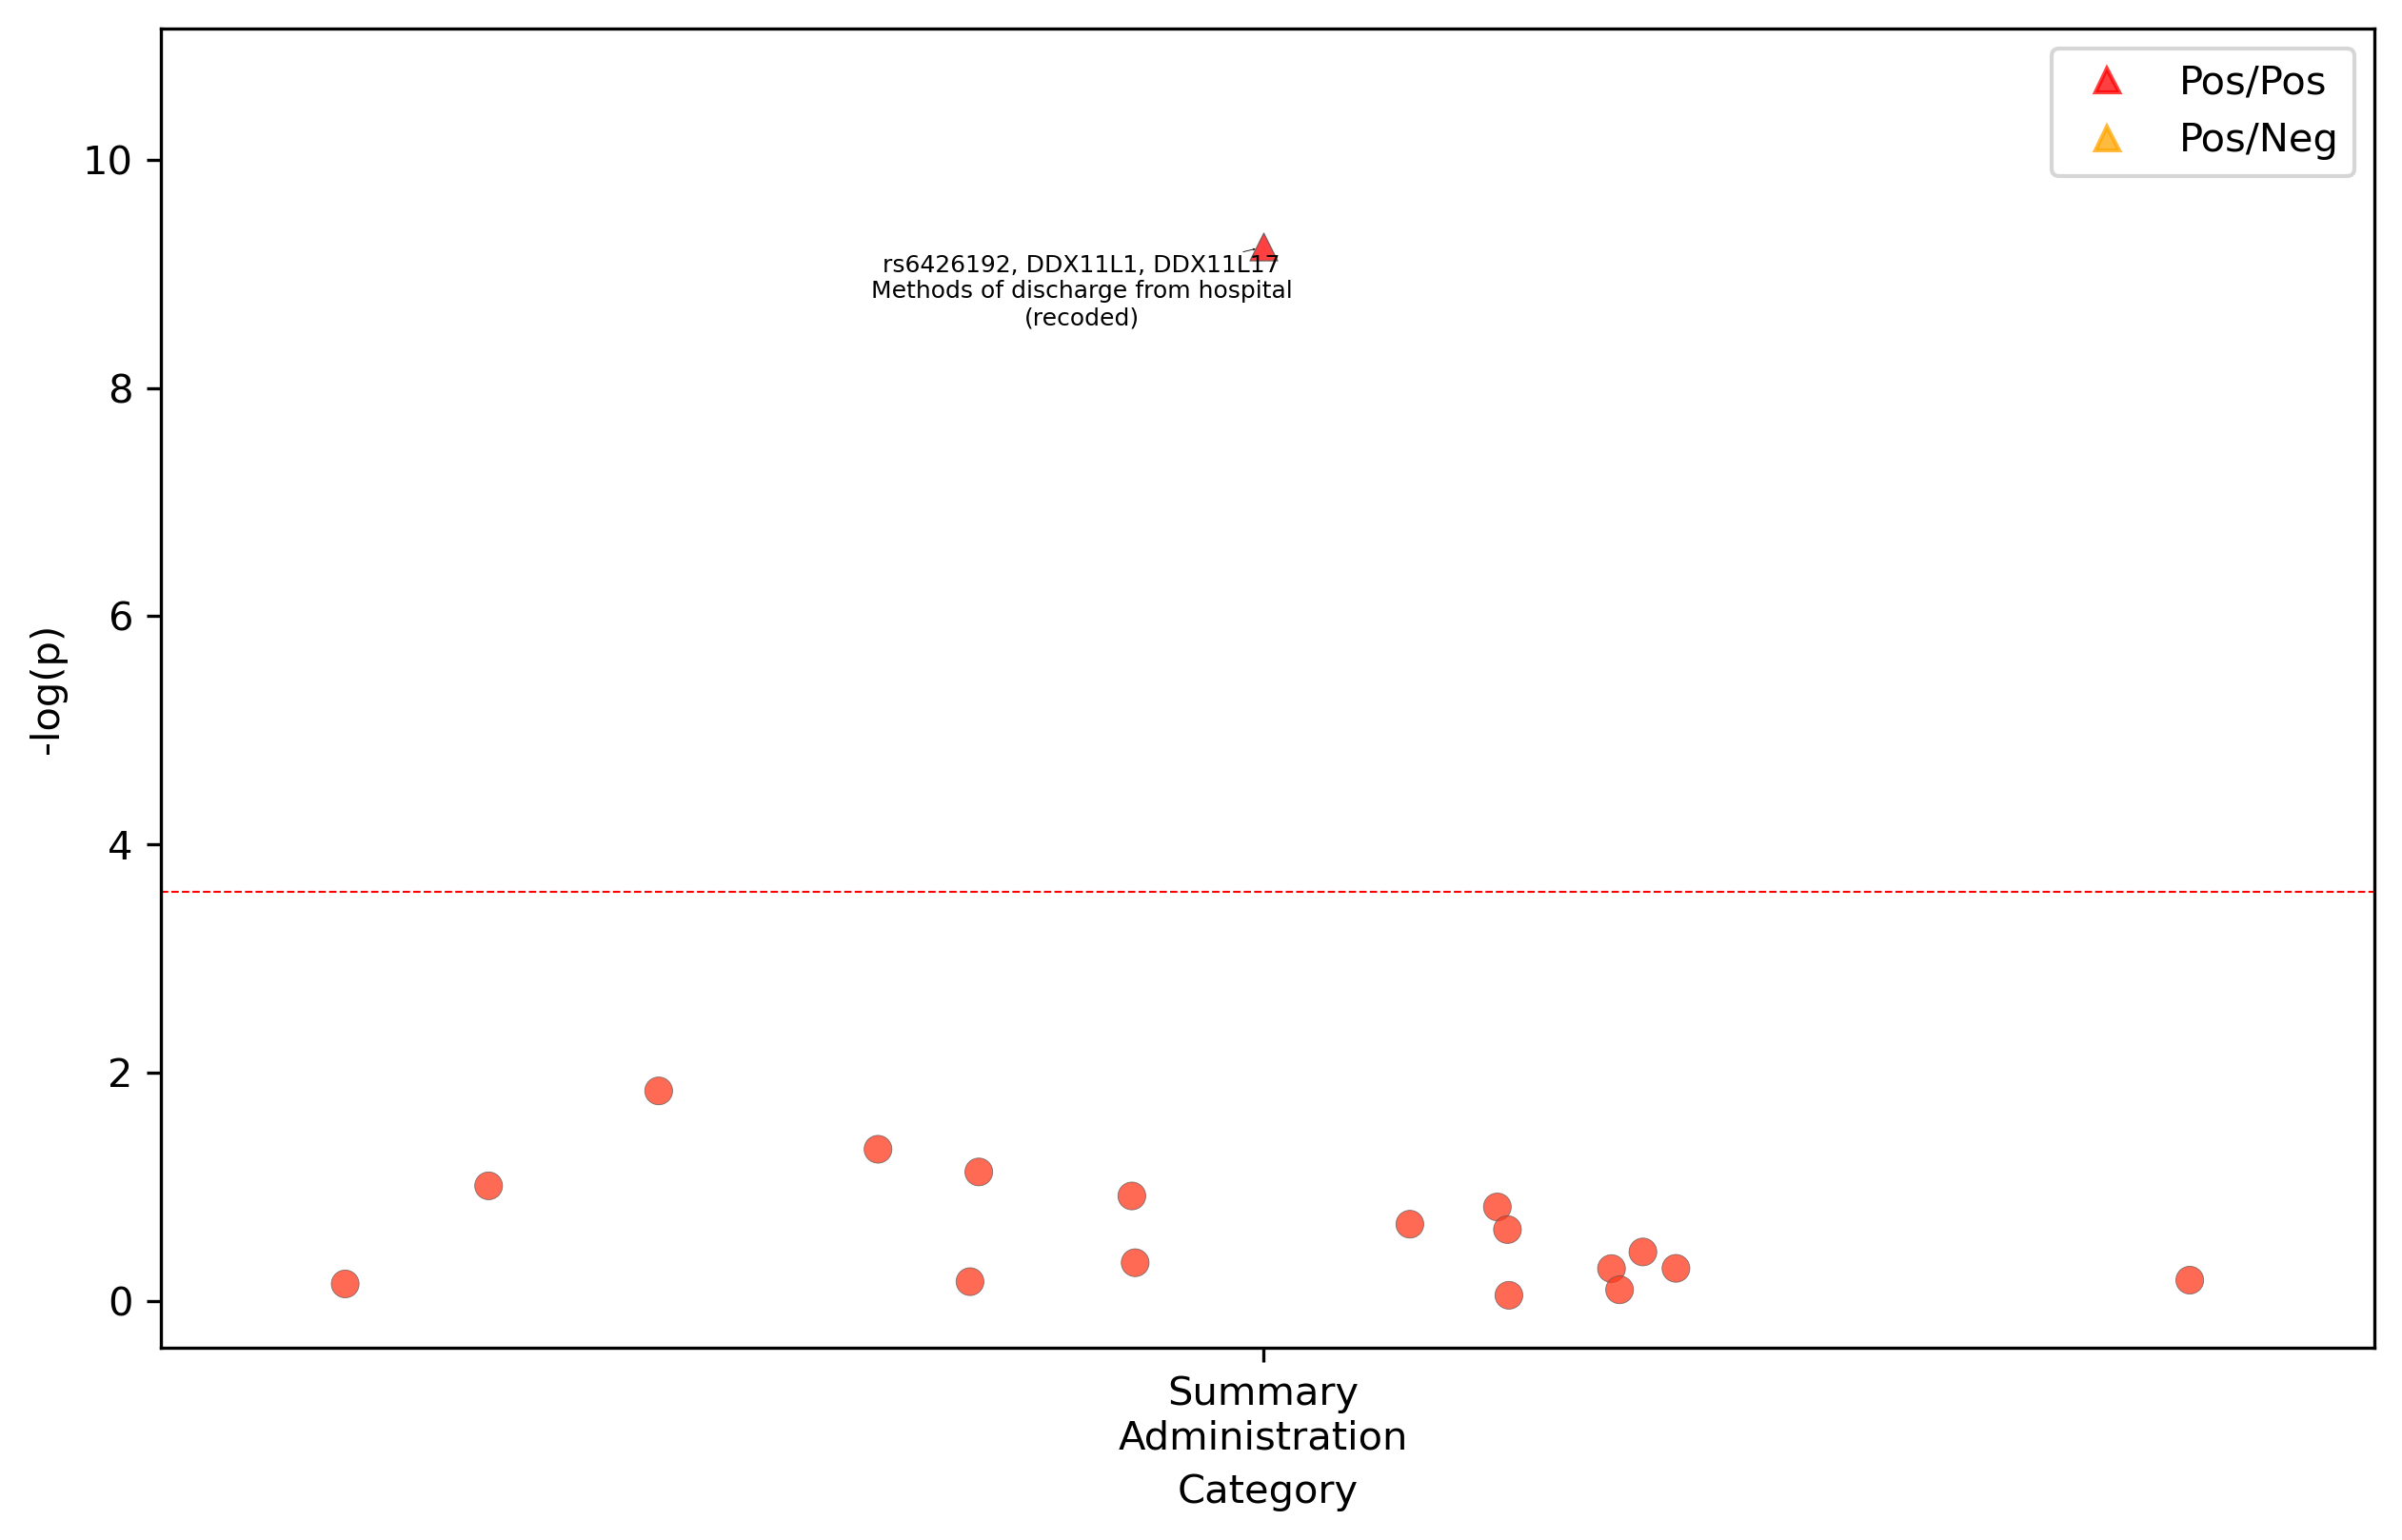 Pos/Pos
Pos/Neg
10
8
6
4
2
0
-log(p)
rs6426192, DDX11L1, DDX11L17
Methods of discharge from hospital
(recoded)
Summary
Administration
Category